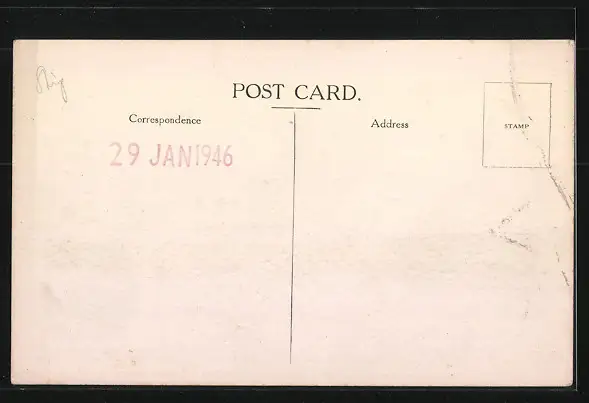 POST CARD.
Correspondence
Address
STAMP
29 JAN 1946